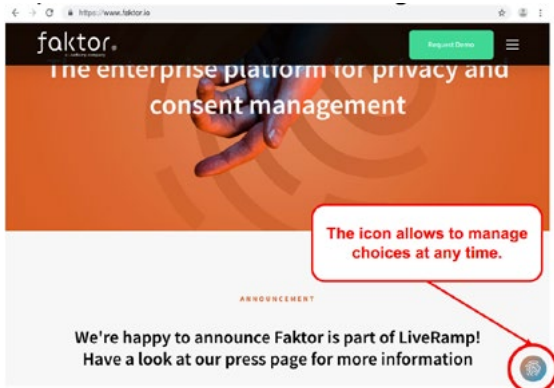 https://www.faktor.io
faktor.
a LiveRamp company
Request Demo
The enterprise platform for privacy and
consent management
The icon allows to manage
choices at any time.
ANNOUNCEMENT
We're happy to announce Faktor is part of LiveRamp!
Have a look at our press page for more information